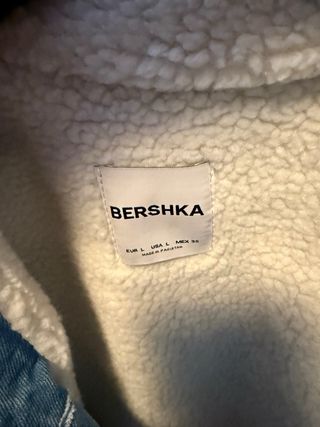 BERSHKA
EUR L USA L MEX 30
MADE IN PAKISTAN